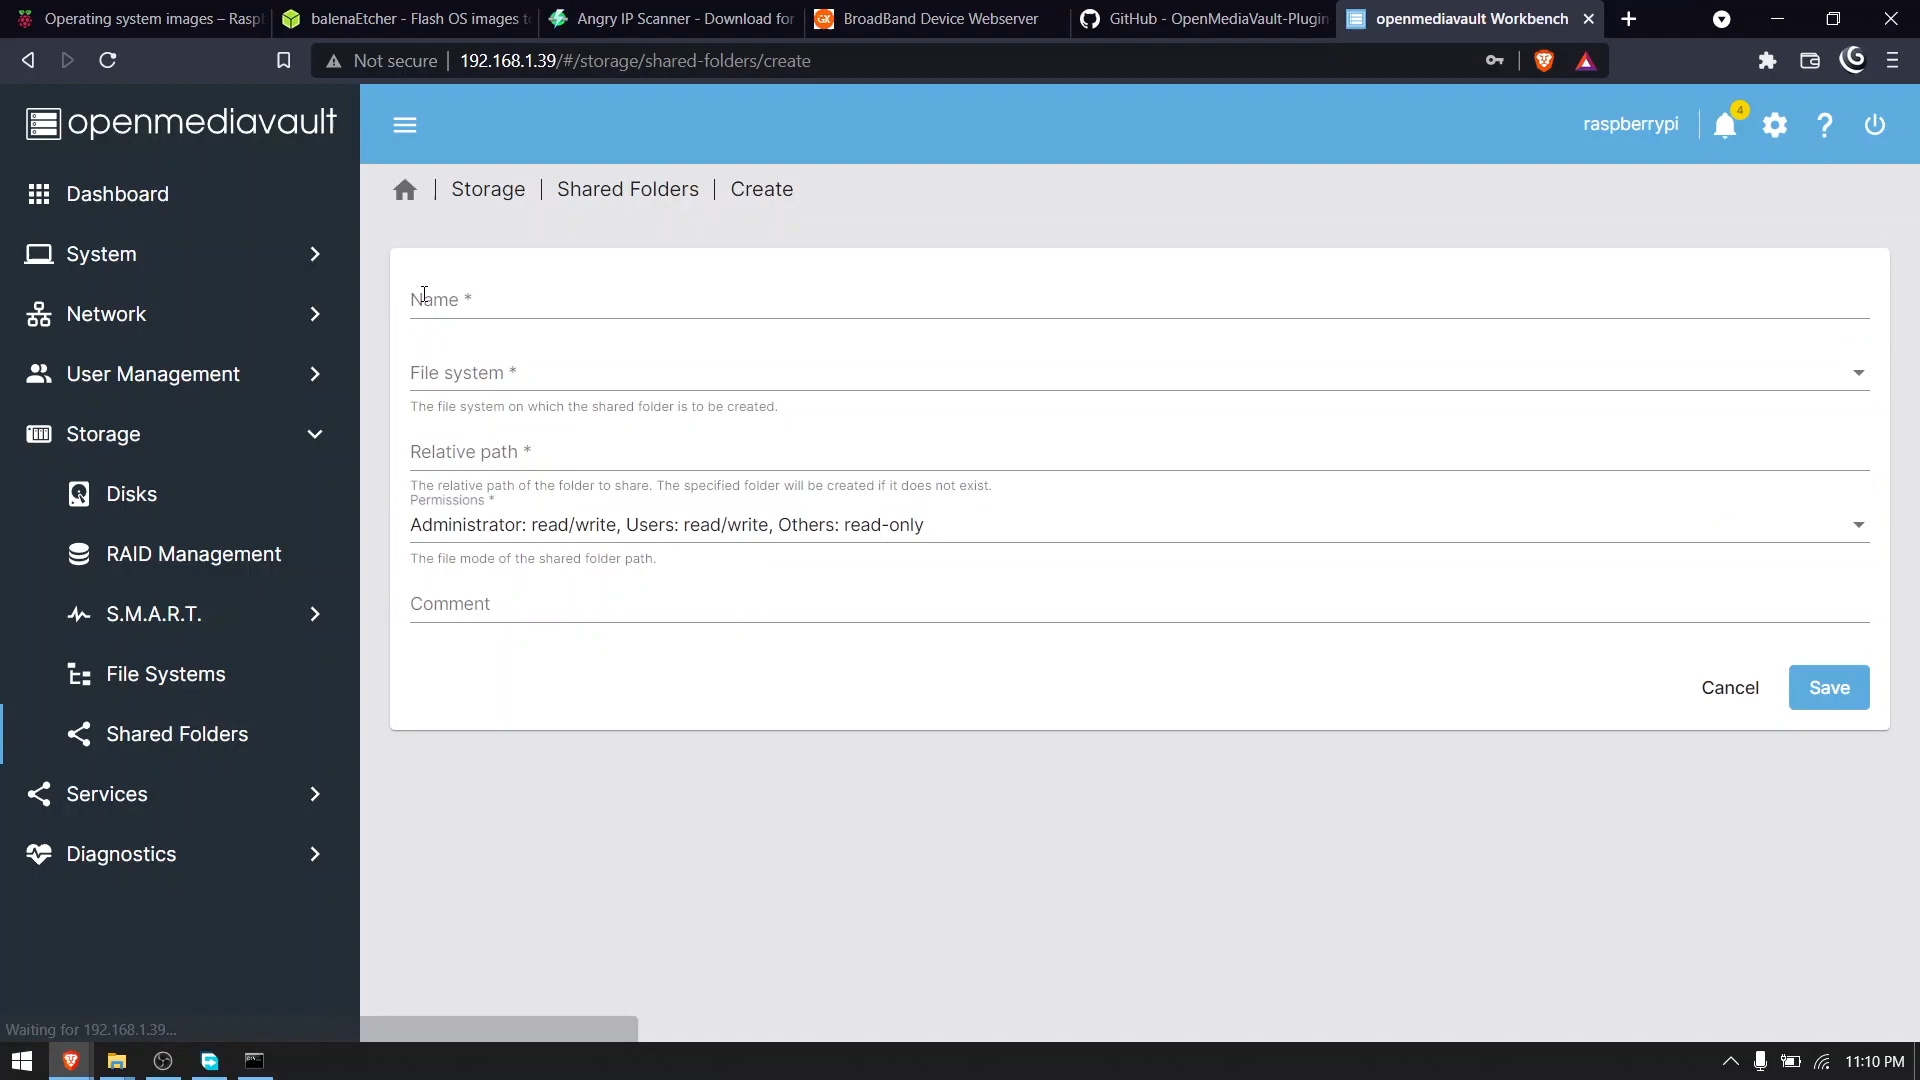 Operating system images – Raspl
balenaEtcher - Flash OS images to
Angry IP Scanner - Download for
BroadBand Device Webserver
GitHub - OpenMediaVault-Plugin
openmediavault Workbench
Not secure
192.168.1.39/#/storage/shared-folders/create
openmediavault
raspberrypi
4
Dashboard
System
Network
User Management
Storage
Disks
RAID Management
S.M.A.R.T.
File Systems
Shared Folders
Services
Diagnostics
Storage | Shared Folders | Create
Name *
File system *
The file system on which the shared folder is to be created.
Relative path *
The relative path of the folder to share. The specified folder will be created if it does not exist.
Permissions *
Administrator: read/write, Users: read/write, Others: read-only
The file mode of the shared folder path.
Comment
Cancel
Save
Waiting for 192.168.1.39...
11:10 PM